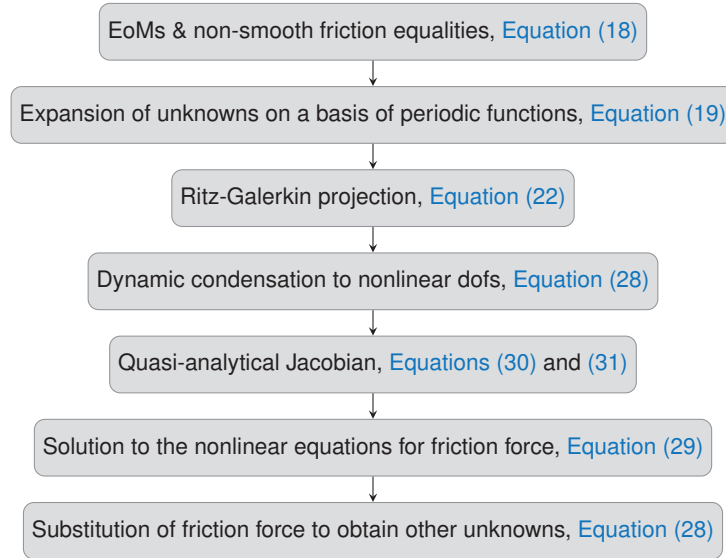 EoMs & non-smooth friction equalities, Equation (18)
Expansion of unknowns on a basis of periodic functions, Equation (19)
Ritz-Galerkin projection, Equation (22)
Dynamic condensation to nonlinear dofs, Equation (28)
Quasi-analytical Jacobian, Equations (30) and (31)
Solution to the nonlinear equations for friction force, Equation (29)
Substitution of friction force to obtain other unknowns, Equation (28)